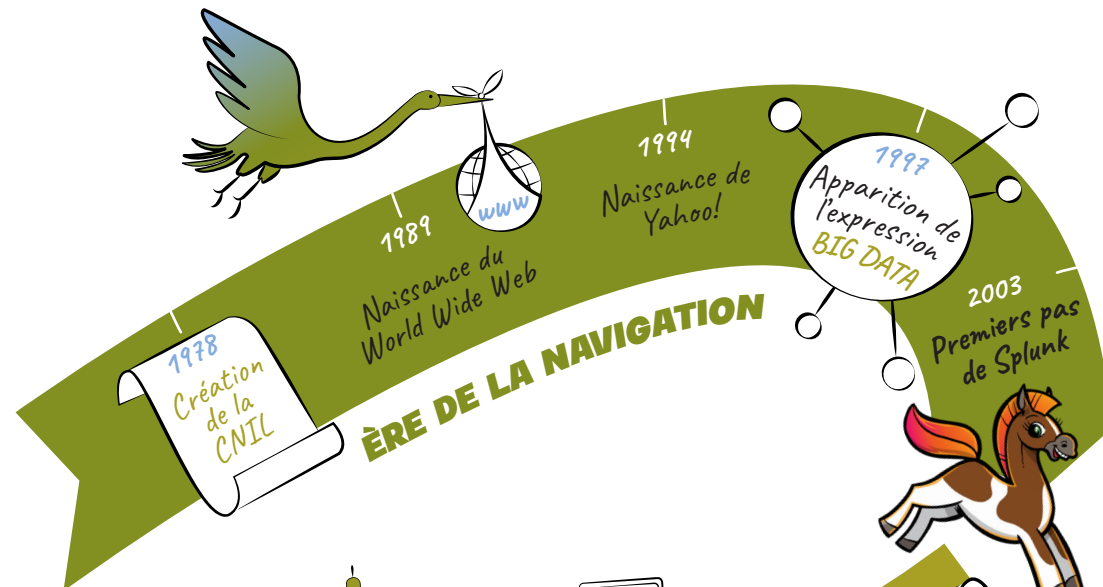 1978
Création
de la
CNIL
1989
Naissance du
World Wide Web
www
1994
Naissance de
Yahoo!
1997
Apparition de
l'expression
BIG DATA
2003
Premiers pas
de Splunk
ÈRE DE LA NAVIGATION